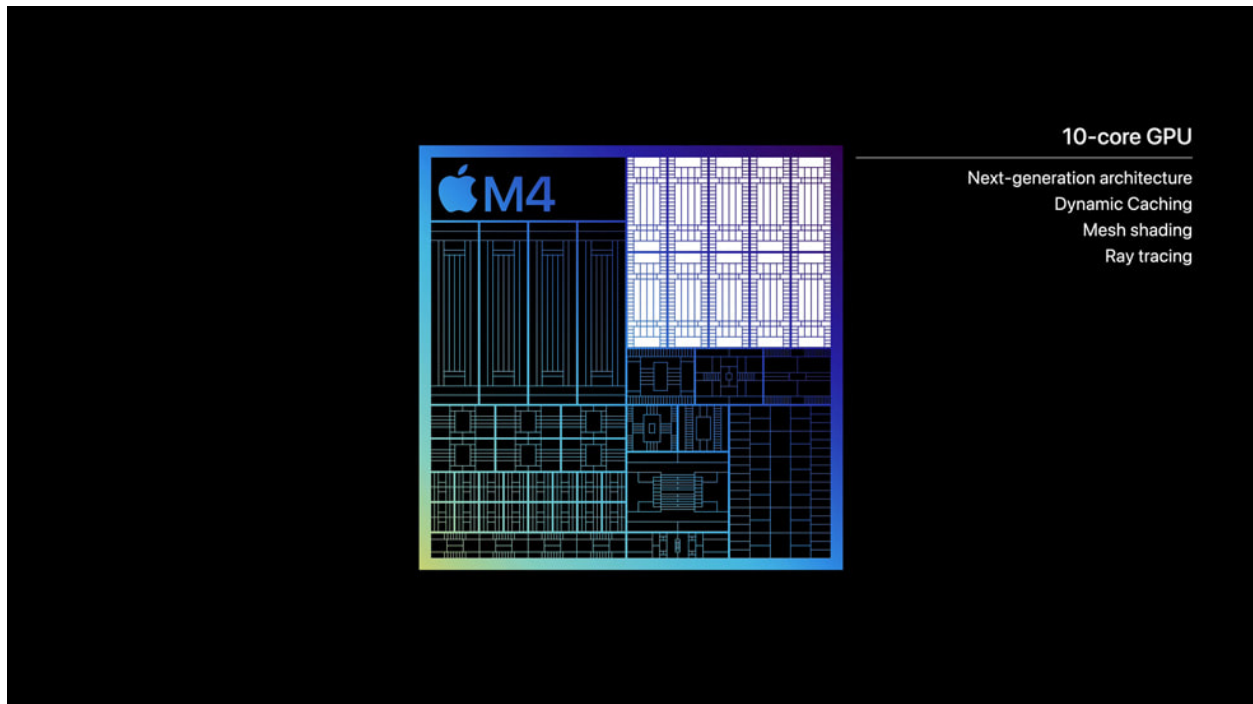 M4
10-core GPU
Next-generation architecture
Dynamic Caching
Mesh shading
Ray tracing